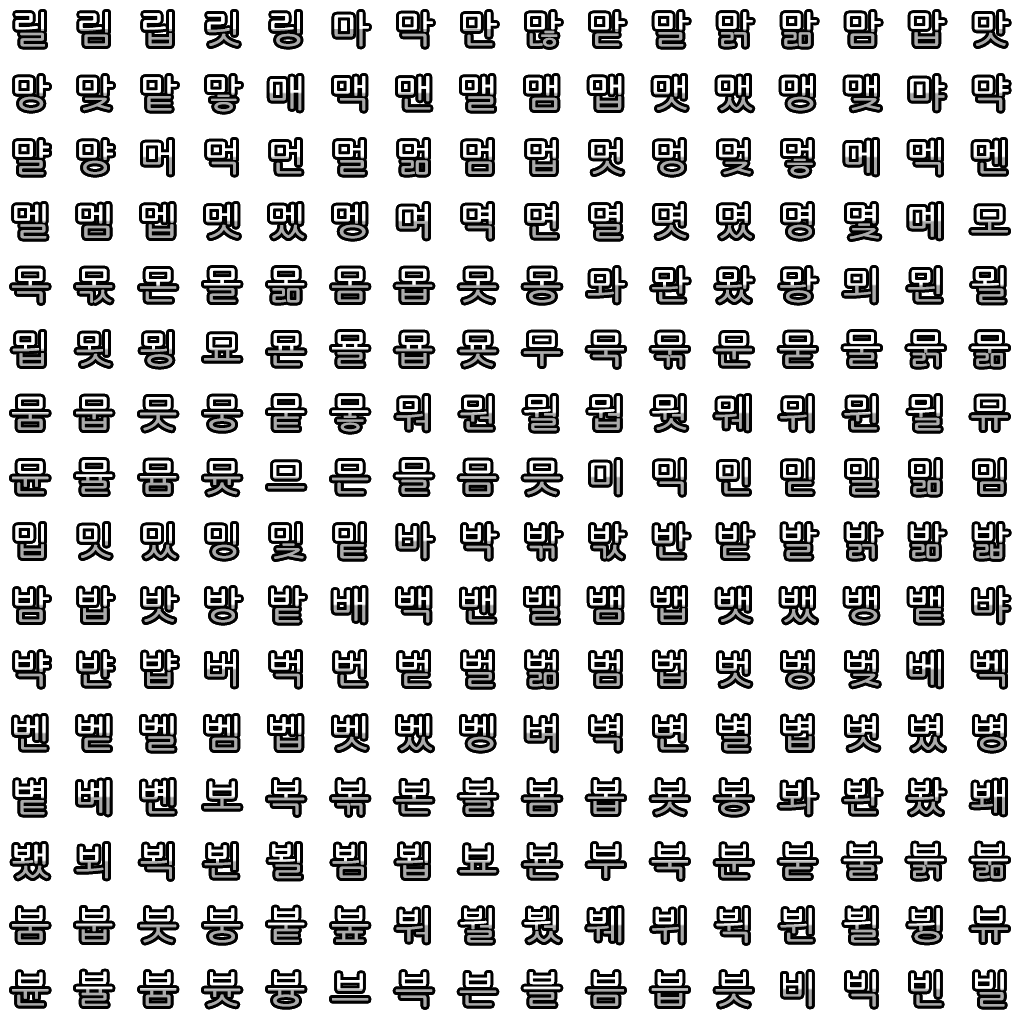 릴 림 립 릿 링 마 막 만 많 맏 말 맑 맒 맘 맙 맛
망 맞 맡 맣 매 맥 맨 맬 맴 맵 맷 맸 맹 맺 먀 먁
먈 먕 머 먹 먼 멀 멂 멈 멉 멋 멍 멎 멓 메 멕 멘
멜 멤 멥 멧 멨 멩 며 멱 면 멸 몃 몄 명 몇 몌 모
목 몫 몬 몰 몲 몸 몹 못 몽 뫄 뫈 뫘 뫙 뫼 묀 묄
묍 묏 묑 묘 묜 묠 묩 묫 무 묵 묶 문 묻 물 묽 묾
뭄 뭅 뭇 뭉 뭍 뭏 뭐 뭔 뭘 뭡 뭣 뭬 뮈 뮌 뮐 뮤
뮨 뮬 뮴 뮷 므 믄 믈 믐 믓 미 믹 민 믿 밀 밂 밈
밉 밋 밌 밍 및 밑 바 박 밖 밗 반 받 발 밝 밞 밟
밤 밥 밧 방 밭 배 백 밴 밸 뱀 뱁 뱃 뱄 뱅 뱉 뱌
뱍 뱐 뱝 버 벅 번 벋 벌 벎 범 법 벗 벙 벚 베 벡
벤 벧 벨 벰 벱 벳 벴 벵 벼 벽 변 별 볍 볏 볐 병
볕 볘 볜 보 복 볶 본 볼 봄 봅 봇 봉 봐 봔 봤 봬
뵀 뵈 뵉 뵌 뵐 뵘 뵙 뵤 뵨 부 북 분 붇 불 붉 붊
붐 붑 붓 붕 붙 붚 붜 붤 붰 붸 뷔 뷕 뷘 뷜 뷩 뷰
뷴 뷸 븀 븃 븅 브 븍 븐 블 븜 븝 븟 비 빅 빈 빌